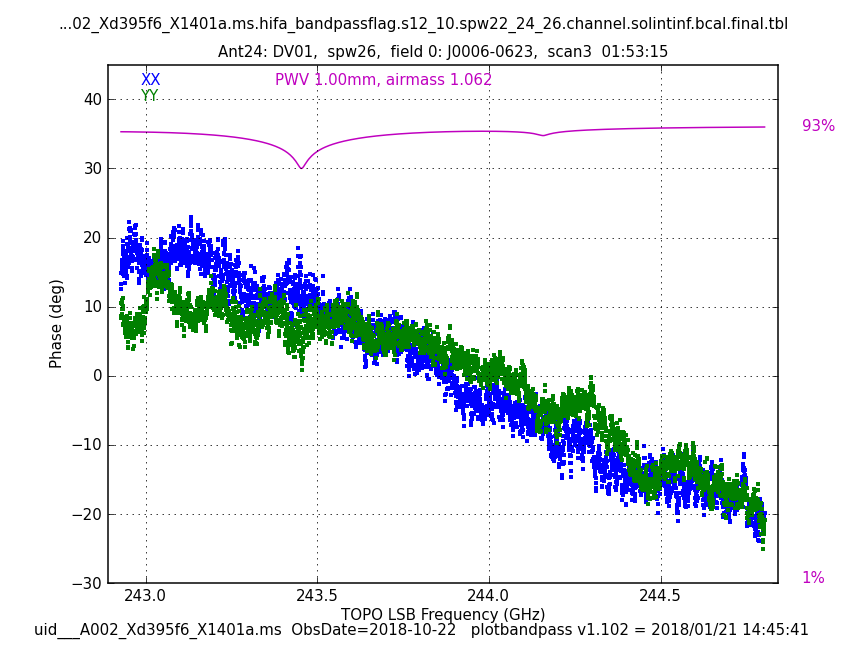 ...02_Xd395f6_X1401a.ms.hifa_bandpassflag.s12_10.spw22_24_26.channel.solintinf.bcal.final.tbl
Ant24: DV01,  spw26,  field 0: J0006-0623,  scan3  01:53:15
XX
PWV 1.00mm, airmass 1.062
YY
40
93%
30
20
10
Phase (deg)
0
−10
−20
−30
1%
243.0
243.5
244.0
244.5
TOPO LSB Frequency (GHz)
uid___A002_Xd395f6_X1401a.ms  ObsDate=2018-10-22   plotbandpass v1.102 = 2018/01/21 14:45:41